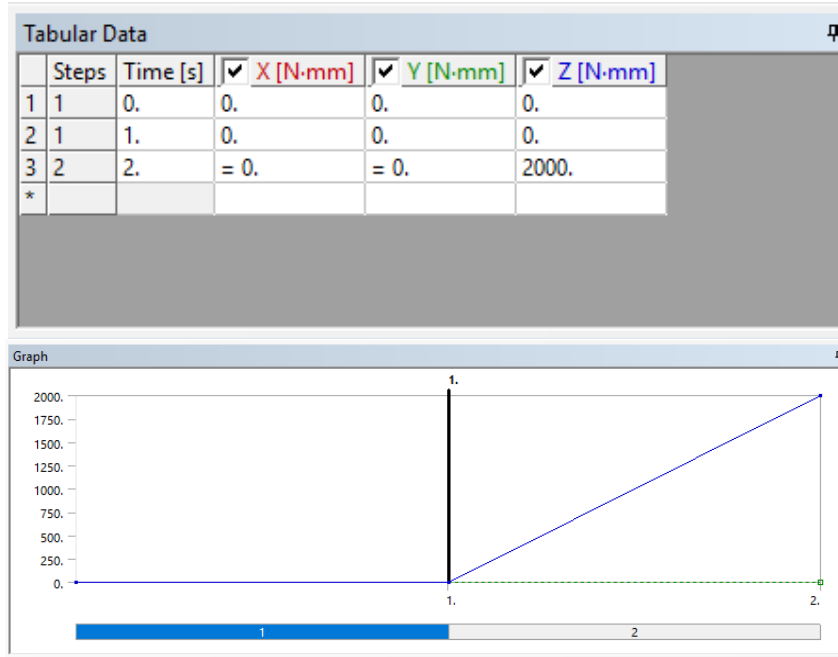 Tabular Data
Steps Time [s] X [N·mm] Y [N·mm] Z [N·mm]
1 1 0. 0. 0. 0.
2 1 1. 0. 0. 0.
3 2 2. = 0. = 0. 2000.
*
Graph
1.
2000.
1750.
1500.
1250.
1000.
750.
500.
250.
0.
1. 2.
1 2